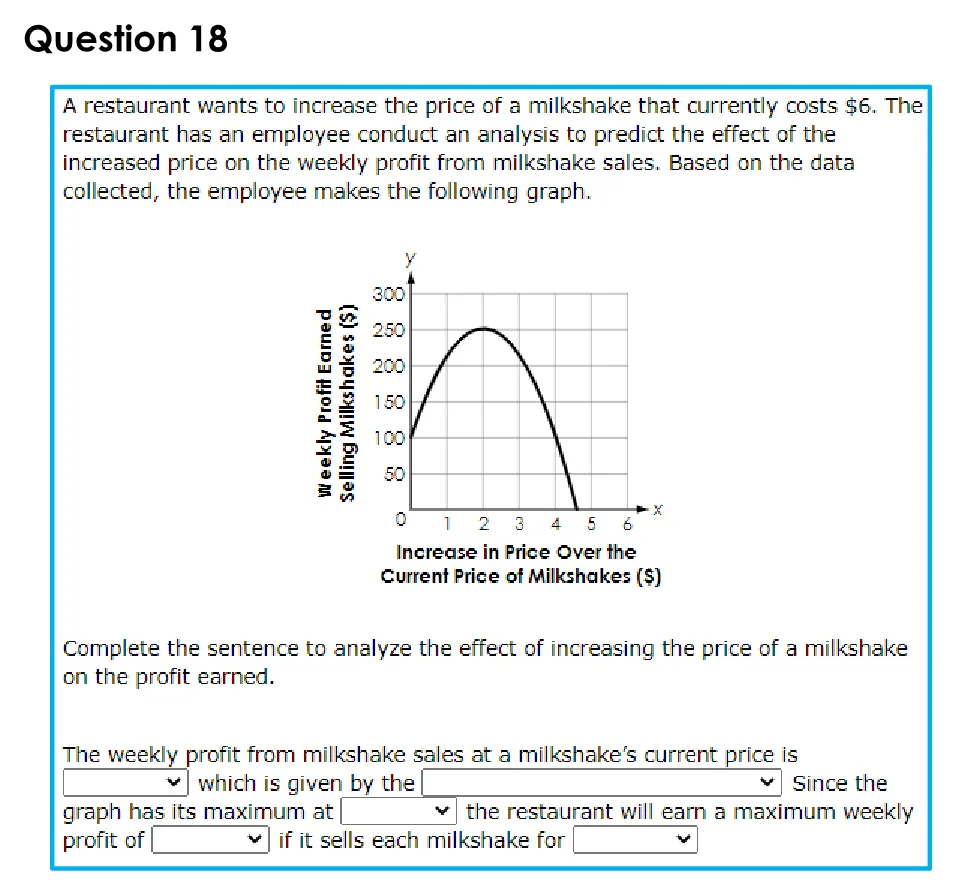 Question 18
A restaurant wants to increase the price of a milkshake that currently costs $6. The
restaurant has an employee conduct an analysis to predict the effect of the
increased price on the weekly profit from milkshake sales. Based on the data
collected, the employee makes the following graph.
y
Weekly Profit Earned
Selling Milkshakes ($)
300
250
200
150
100
50
0 1 2 3 4 5 6 x
Increase in Price Over the
Current Price of Milkshakes ($)
Complete the sentence to analyze the effect of increasing the price of a milkshake
on the profit earned.
The weekly profit from milkshake sales at a milkshake's current price is
which is given by the Since the
graph has its maximum at the restaurant will earn a maximum weekly
profit of if it sells each milkshake for